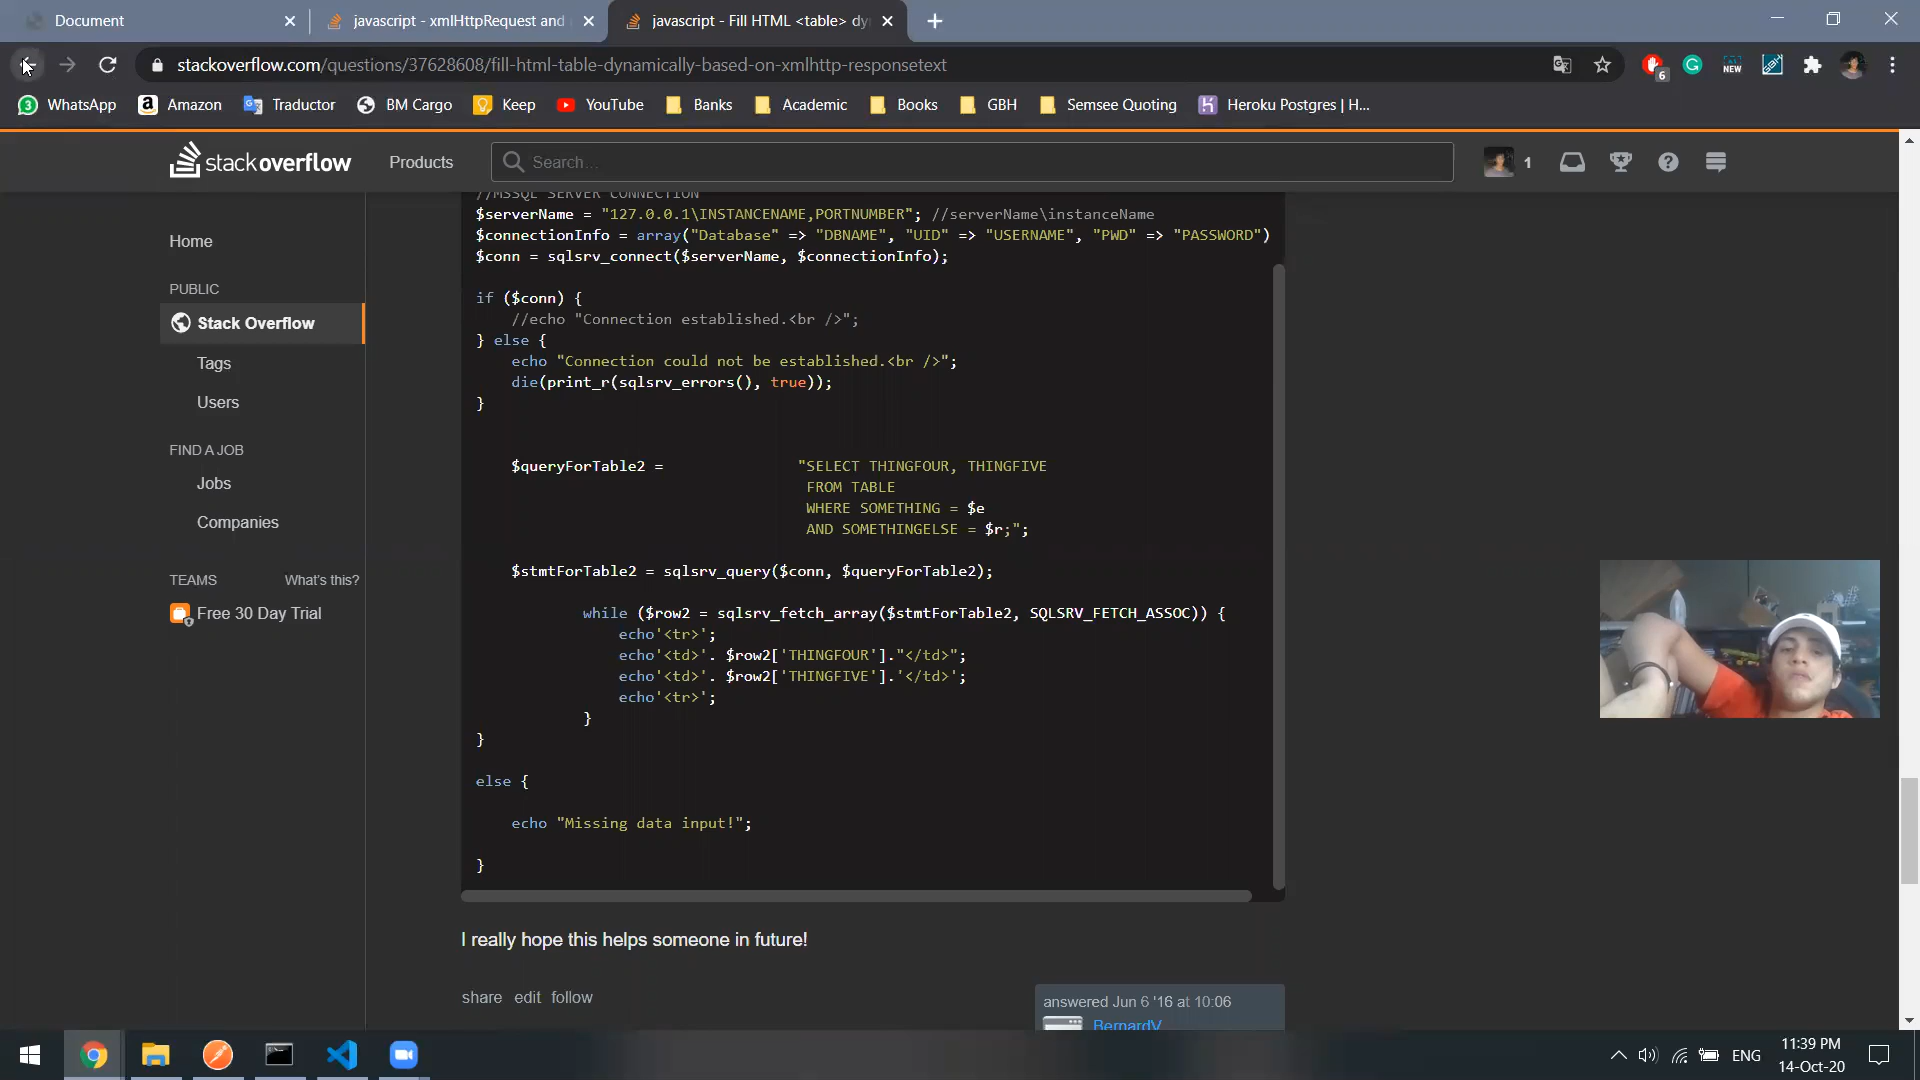 Document
javascript - xmlHttpRequest and
javascript - Fill HTML <table> dy
stackoverflow.com/questions/37628608/fill-html-table-dynamically-based-on-xmlhttp-responsetext
6
NEW
3 WhatsApp
Amazon
Traductor
BM Cargo
Keep
YouTube
Banks
Academic
Books
GBH
Semsee Quoting
Heroku Postgres | H...
stackoverflow
Products
Search...
1
Home
PUBLIC
Stack Overflow
Tags
Users
FIND A JOB
Jobs
Companies
TEAMS
What's this?
Free 30 Day Trial
//MSSQL SERVER CONNECTION
$serverName = "127.0.0.1\INSTANCENAME,PORTNUMBER"; //serverName\instanceName
$connectionInfo = array("Database" => "DBNAME", "UID" => "USERNAME", "PWD" => "PASSWORD")
$conn = sqlsrv_connect($serverName, $connectionInfo);
if ($conn) {
//echo "Connection established.<br />";
} else {
echo "Connection could not be established.<br />";
die(print_r(sqlsrv_errors(), true));
}
$queryForTable2 = "SELECT THINGFOUR, THINGFIVE
FROM TABLE
WHERE SOMETHING = $e
AND SOMETHINGELSE = $r;";
$stmtForTable2 = sqlsrv_query($conn, $queryForTable2);
while ($row2 = sqlsrv_fetch_array($stmtForTable2, SQLSRV_FETCH_ASSOC)) {
echo'<tr>';
echo'<td>'. $row2['THINGFOUR']."</td>";
echo'<td>'. $row2['THINGFIVE'].'</td>';
echo'<tr>';
}
}
else {
echo "Missing data input!";
}
I really hope this helps someone in future!
share edit follow
answered Jun 6 '16 at 10:06
BernardV
ENG
11:39 PM
14-Oct-20